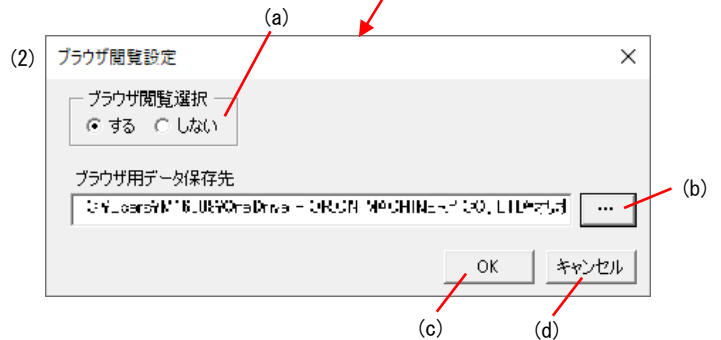 (a)
(2)
ブラウザ閲覧設定
ブラウザ閲覧選択
する しない
ブラウザ用データ保存先
...
(b)
OK キャンセル
(c)
(d)